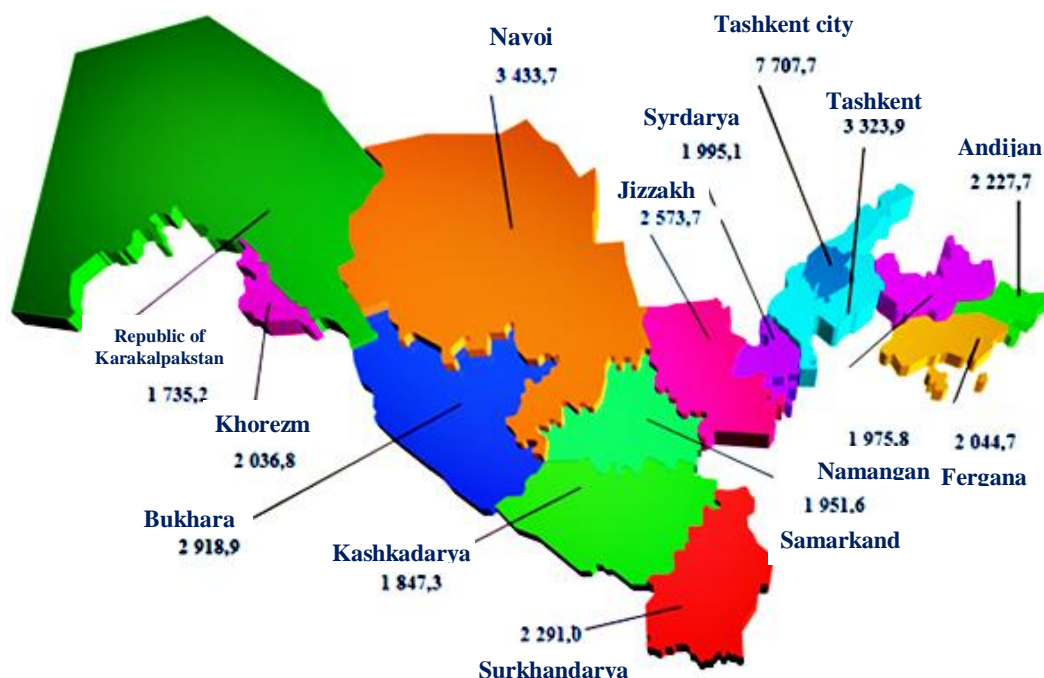 Tashkent city
7 707,7
Navoi
3 433,7
Tashkent
3 323,9
Syrdarya
1 995,1
Andijan
2 227,7
Jizzakh
2 573,7
Republic of
Karakalpakstan
1 735,2
Khorezm
2 036,8
1 975.8
Namangan
2 044,7
Fergana
1 951,6
Samarkand
Bukhara
2 918,9
Kashkadarya
1 847,3
2 291,0
Surkhandarya